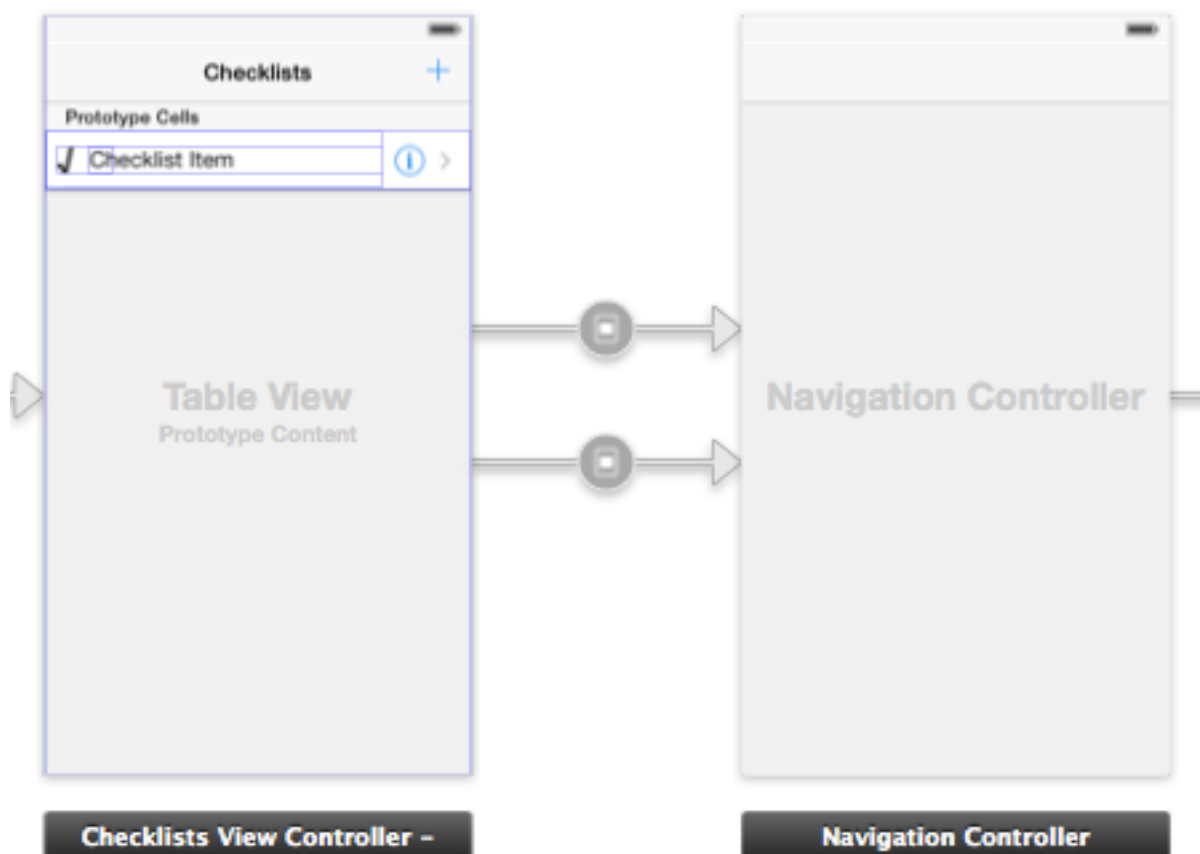 Checklists
Prototype Cells
Checklist Item
Table View
Prototype Content
Checklists View Controller –
Navigation Controller
Navigation Controller